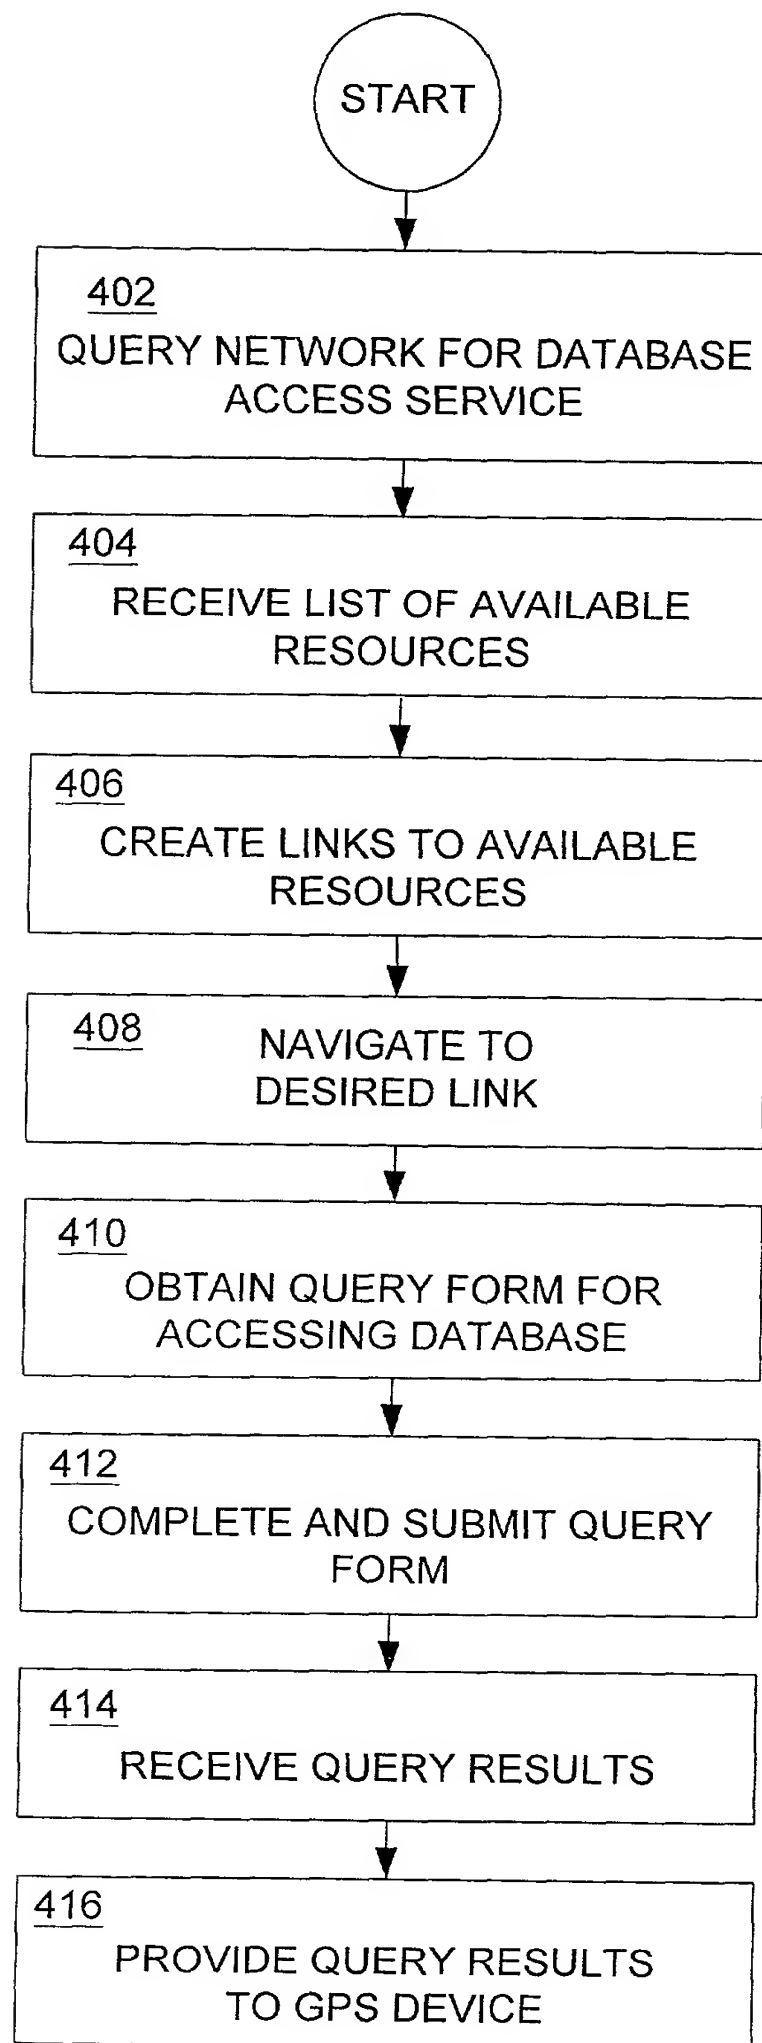 START
402
QUERY NETWORK FOR DATABASE
ACCESS SERVICE
404
RECEIVE LIST OF AVAILABLE
RESOURCES
406
CREATE LINKS TO AVAILABLE
RESOURCES
408
NAVIGATE TO
DESIRED LINK
410
OBTAIN QUERY FORM FOR
ACCESSING DATABASE
412
COMPLETE AND SUBMIT QUERY
FORM
414
RECEIVE QUERY RESULTS
416
PROVIDE QUERY RESULTS
TO GPS DEVICE